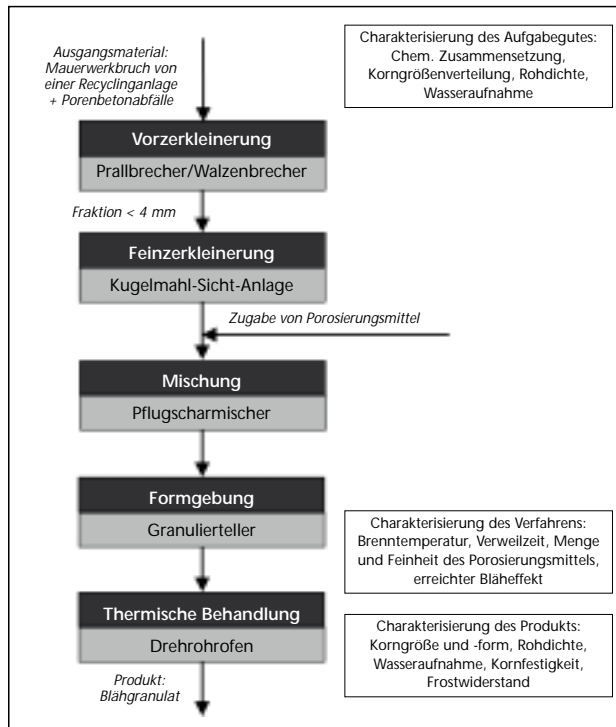 Ausgangsmaterial:
Mauerwerkbruch von
einer Recyclinganlage
+ Porenbetonabfälle
Charakterisierung des Aufgabegutes:
Chem. Zusammensetzung,
Korngrößenverteilung, Rohdichte,
Wasseraufnahme
Vorzerkleinerung
Prallbrecher/Walzenbrecher
Fraktion < 4 mm
Feinzerkleinerung
Kugelmahl-Sicht-Anlage
Zugabe von Porosierungsmittel
Mischung
Pflugscharmischer
Formgebung
Granulierteller
Charakterisierung des Verfahrens:
Brenntemperatur, Verweilzeit, Menge
und Feinheit des Porosierungsmittels,
erreichter Bläheffekt
Thermische Behandlung
Drehrohrofen
Charakterisierung des Produkts:
Korngröße und -form, Rohdichte,
Wasseraufnahme, Kornfestigkeit,
Frostwiderstand
Produkt:
Blähgranulat